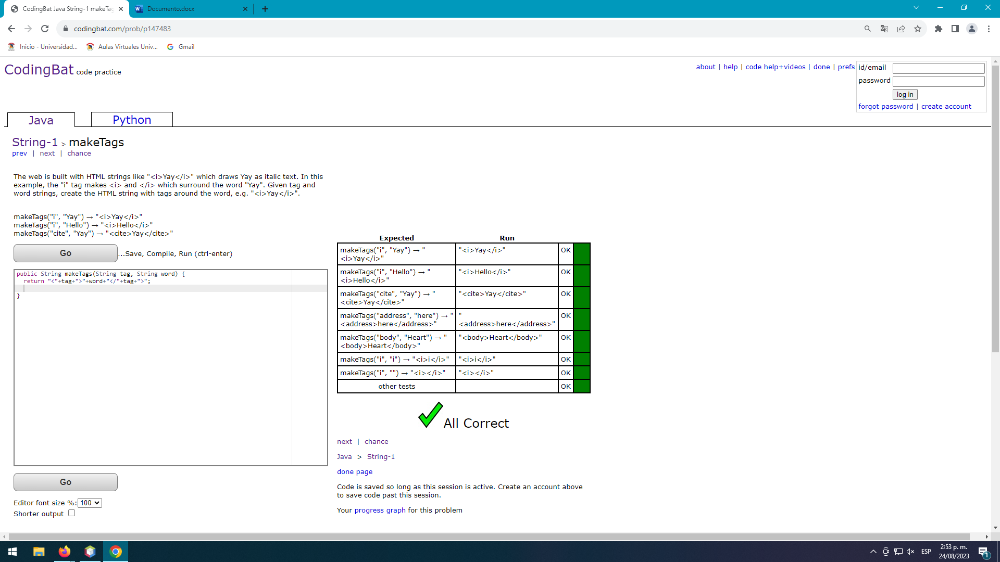 CodingBat Java String-1 makeTag
Documento.docx
codingbat.com/prob/p147483
Inicio - Universidad...
Aulas Virtuales Univ...
Gmail
CodingBat code practice
about | help | code help+videos | done | prefs
id/email
password
log in
forgot password | create account
Java
Python
String-1 > makeTags
prev | next | chance
The web is built with HTML strings like "<i>Yay</i>" which draws Yay as italic text. In this
example, the "i" tag makes <i> and </i> which surround the word "Yay". Given tag and
word strings, create the HTML string with tags around the word, e.g. "<i>Yay</i>".
makeTags("i", "Yay") → "<i>Yay</i>"
makeTags("i", "Hello") → "<i>Hello</i>"
makeTags("cite", "Yay") → "<cite>Yay</cite>"
Go ...Save, Compile, Run (ctrl-enter)
public String makeTags(String tag, String word) {
return "<"+tag+">"+word+"</"+tag+">";
}
Go
Editor font size %: 100
Shorter output
Expected Run
makeTags("i", "Yay") → "
<i>Yay</i>"
"<i>Yay</i>"
OK
makeTags("i", "Hello") → "
<i>Hello</i>"
"<i>Hello</i>"
OK
makeTags("cite", "Yay") → "
<cite>Yay</cite>"
"<cite>Yay</cite>"
OK
makeTags("address", "here") → "
<address>here</address>"
"
<address>here</address>"
OK
makeTags("body", "Heart") → "
<body>Heart</body>"
"<body>Heart</body>"
OK
makeTags("i", "i") → "<i>i</i>"
"<i>i</i>"
OK
makeTags("i", "") → "<i></i>"
"<i></i>"
OK
other tests
OK
All Correct
next | chance
Java > String-1
done page
Code is saved so long as this session is active. Create an account above
to save code past this session.
Your progress graph for this problem
ESP
2:53 p. m.
24/08/2023
1